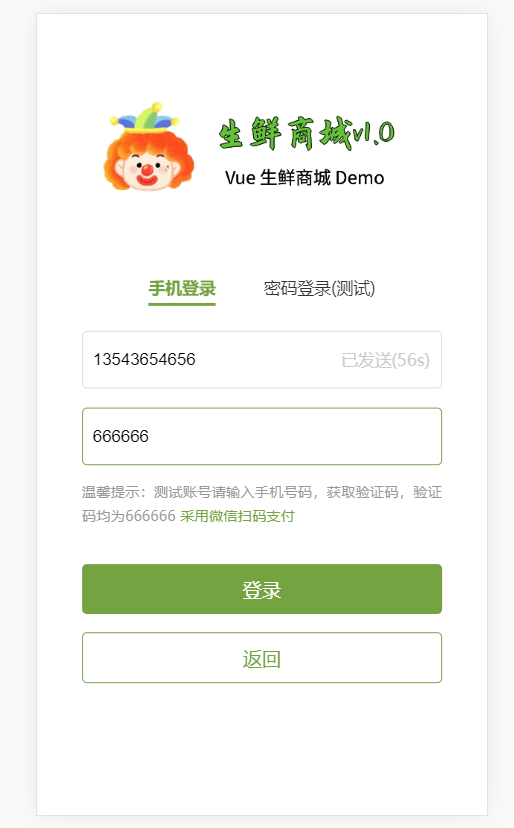 生鲜商城v1.0
Vue 生鲜商城 Demo
手机登录 密码登录(测试)
13543654656 已发送(56s)
666666
温馨提示：测试账号请输入手机号码，获取验证码，验证
码均为666666 采用微信扫码支付
登录
返回